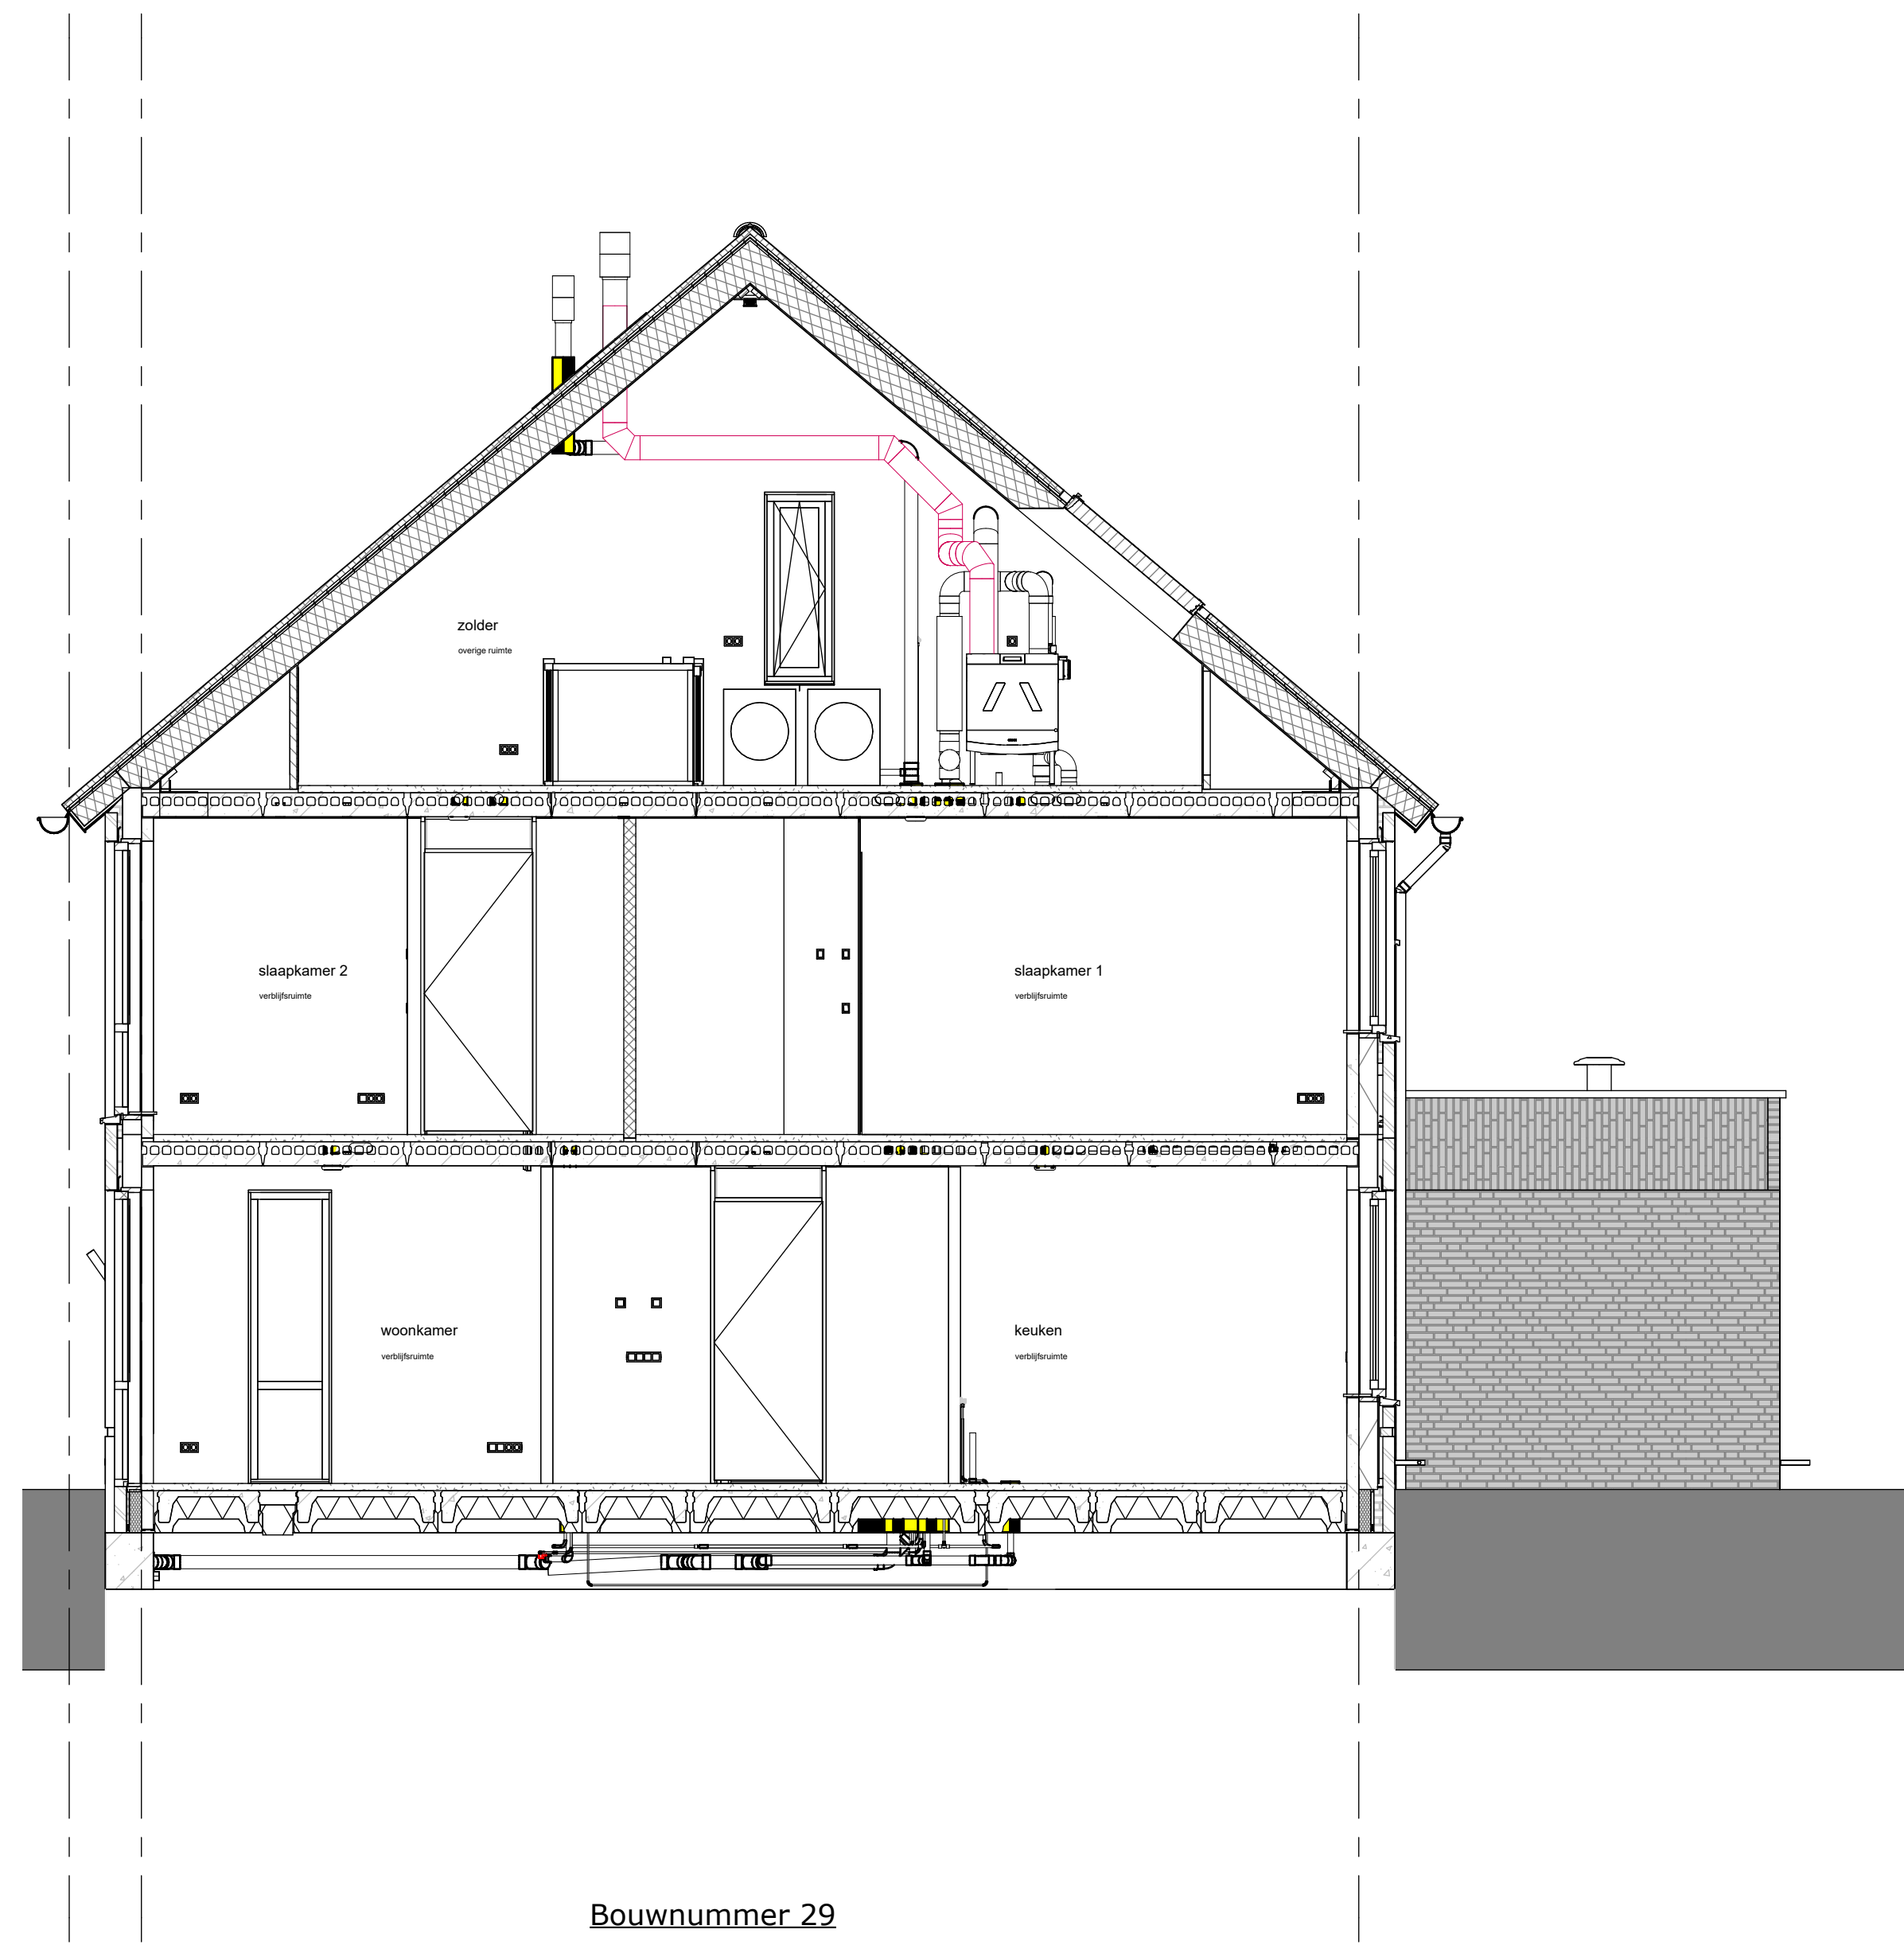 zolder
overige ruimte
slaapkamer 2
verblijfsruimte
slaapkamer 1
verblijfsruimte
woonkamer
verblijfsruimte
keuken
verblijfsruimte
Bouwnummer 29